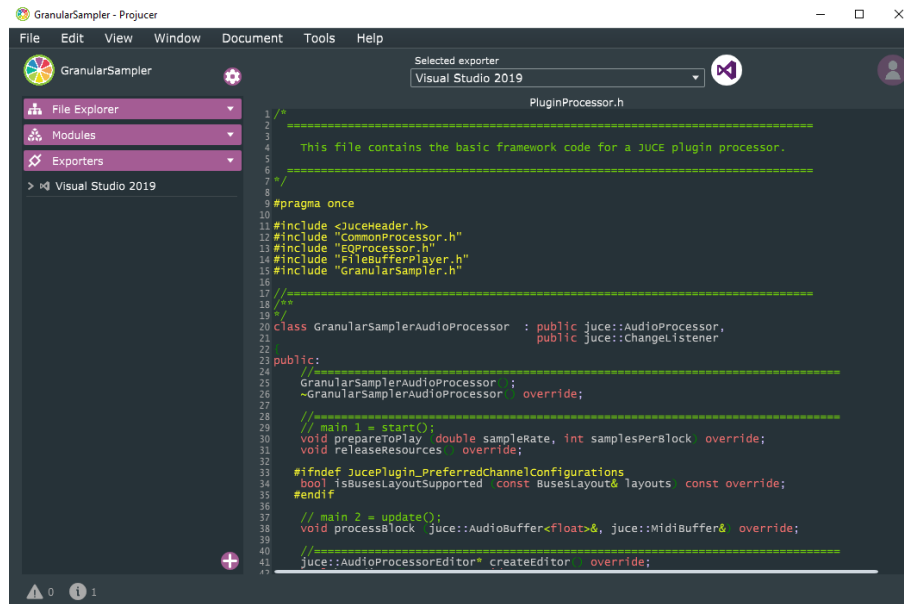 GranularSampler - Projucer
File Edit View Window Document Tools Help
GranularSampler
Selected exporter
Visual Studio 2019
File Explorer
Modules
Exporters
Visual Studio 2019
PluginProcessor.h
1 /*
2 ==============================================================================
3
4 This file contains the basic framework code for a JUCE plugin processor.
5
6 ==============================================================================
7 */
8
9 #pragma once
10
11 #include <JuceHeader.h>
12 #include "CommonProcessor.h"
13 #include "EQProcessor.h"
14 #include "FileBufferPlayer.h"
15 #include "GranularSampler.h"
16
17 //==============================================================================
18 /**
19 */
20 class GranularSamplerAudioProcessor : public juce::AudioProcessor,
21 public juce::ChangeListener
22 {
23 public:
24 //==============================================================================
25 GranularSamplerAudioProcessor();
26 ~GranularSamplerAudioProcessor() override;
27
28 //==============================================================================
29 // main 1 = start();
30 void prepareToPlay (double sampleRate, int samplesPerBlock) override;
31 void releaseResources() override;
32
33 #ifndef JucePlugin_PreferredChannelConfigurations
34 bool isBusesLayoutSupported (const BusesLayout& layouts) const override;
35 #endif
36
37 // main 2 = update();
38 void processBlock (juce::AudioBuffer<float>&, juce::MidiBuffer&) override;
39
40 //==============================================================================
41 juce::AudioProcessorEditor* createEditor() override;
0 1